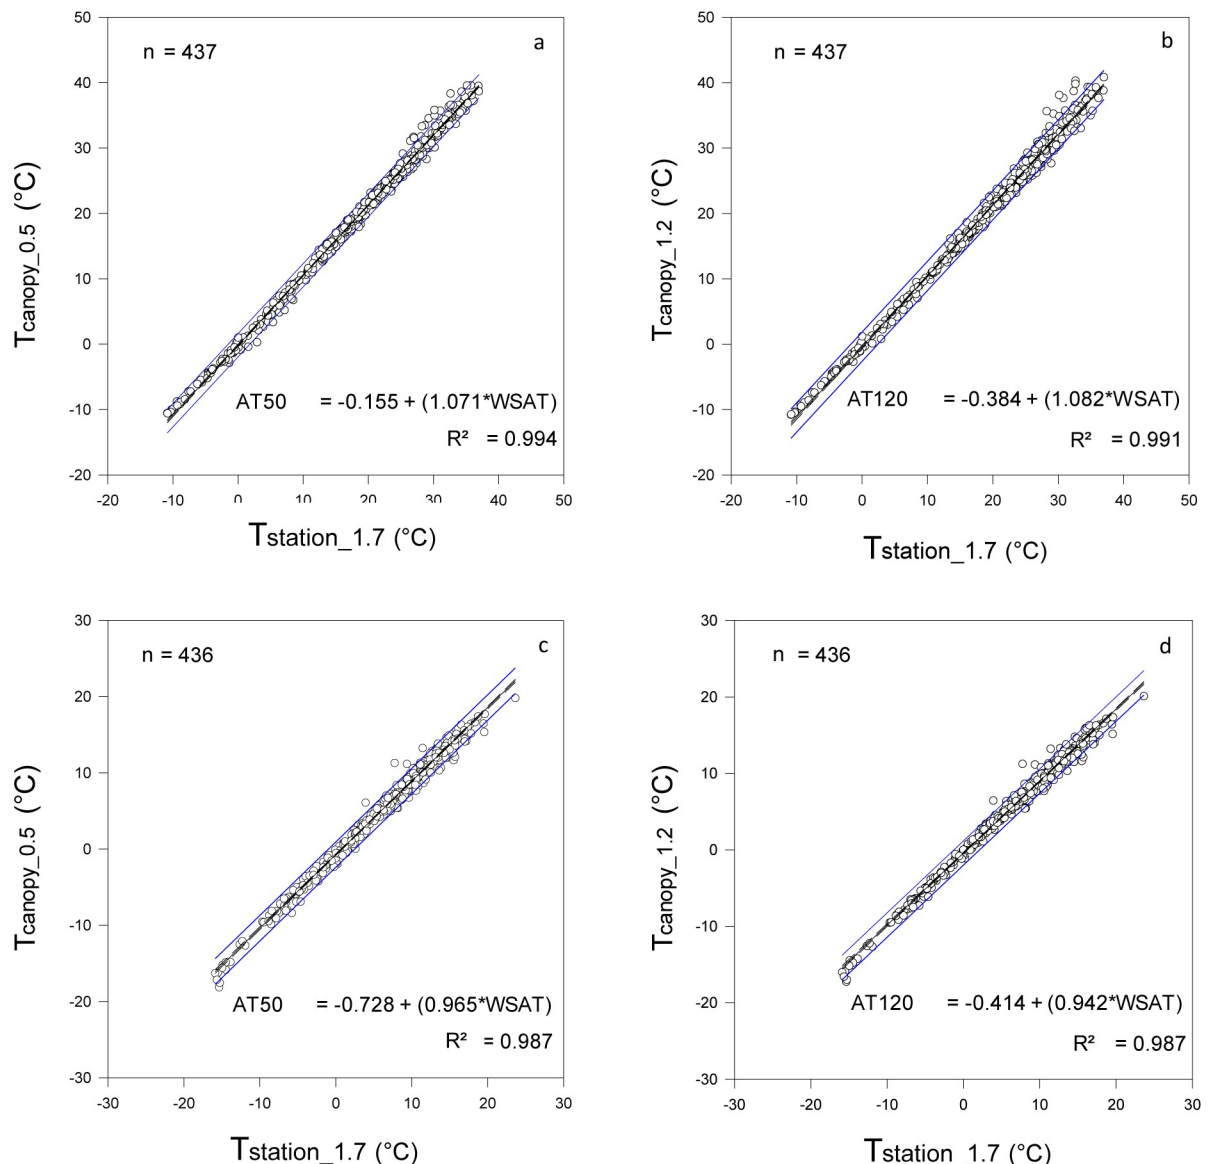 n = 437
a
50
40
30
20
10
0
-10
-20
Tcanopy_0.5 (°C)
AT50 = -0.155 + (1.071*WSAT)
R² = 0.994
-20 -10 0 10 20 30 40 50
Tstation_1.7 (°C)
n = 437
b
50
40
30
20
10
0
-10
-20
Tcanopy_1.2 (°C)
AT120 = -0.384 + (1.082*WSAT)
R² = 0.991
-20 -10 0 10 20 30 40 50
Tstation_1.7 (°C)
n = 436
c
30
20
10
0
-10
-20
-30
Tcanopy_0.5 (°C)
AT50 = -0.728 + (0.965*WSAT)
R² = 0.987
-30 -20 -10 0 10 20 30
Tstation_1.7 (°C)
n = 436
d
30
20
10
0
-10
-20
-30
Tcanopy_1.2 (°C)
AT120 = -0.414 + (0.942*WSAT)
R² = 0.987
-30 -20 -10 0 10 20 30
Tstation 1.7 (°C)